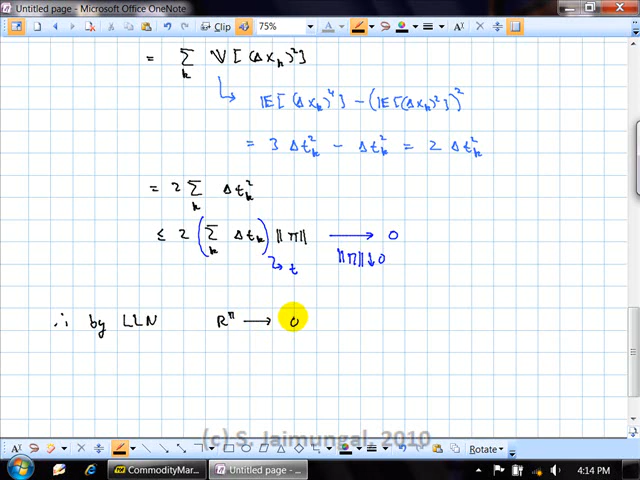 Untitled page - Microsoft Office OneNote
Clip 75%
= Σ_k 𝕍[(Δx_k)²]
↳ 𝔼[(Δx_k)⁴] - (𝔼[(Δx_k)²])²
= 3 Δt_k² - Δt_k² = 2 Δt_k²
= 2 Σ_k Δt_k²
≤ 2 (Σ_k Δt_k) ‖Π‖ → 0
↳ t ‖Π‖↓0
∴ by LLN R^π → 0
(c) S. Jaimungal, 2010
Rotate
CommodityMar...
Untitled page - Micr...
4:14 PM